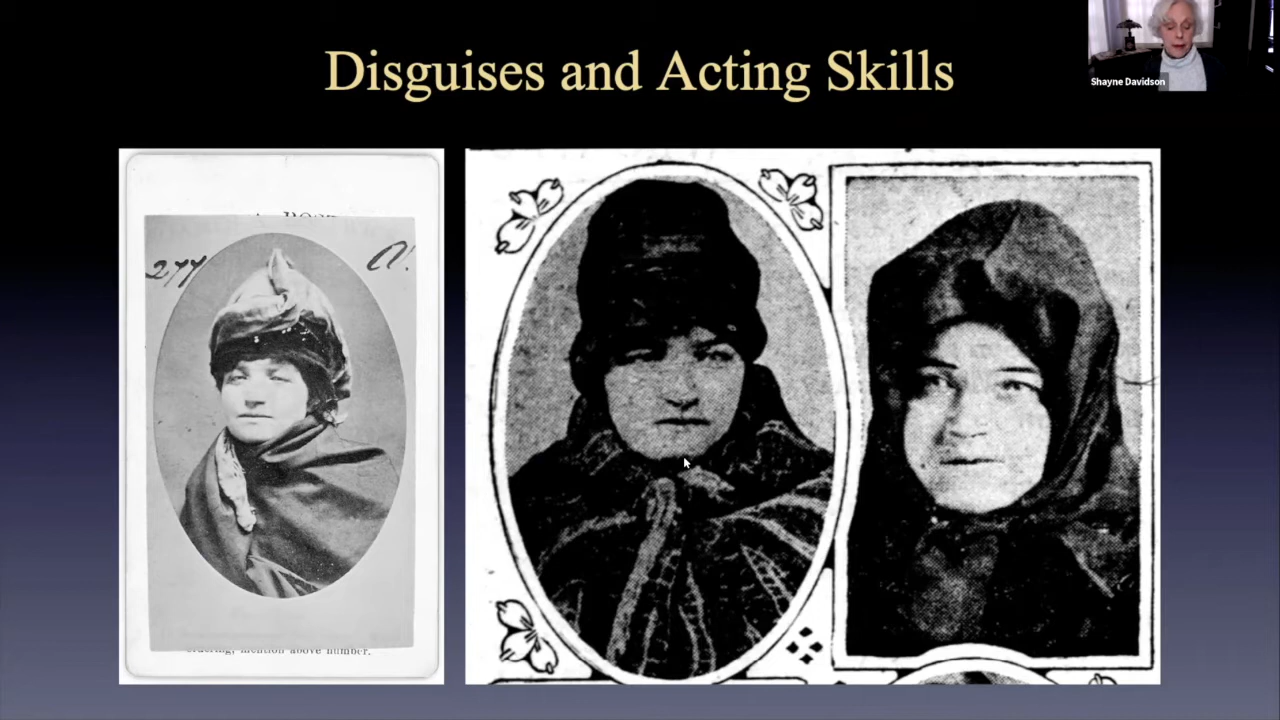 Disguises and Acting Skills
Shayne Davidson
277
ordering, mention above number.